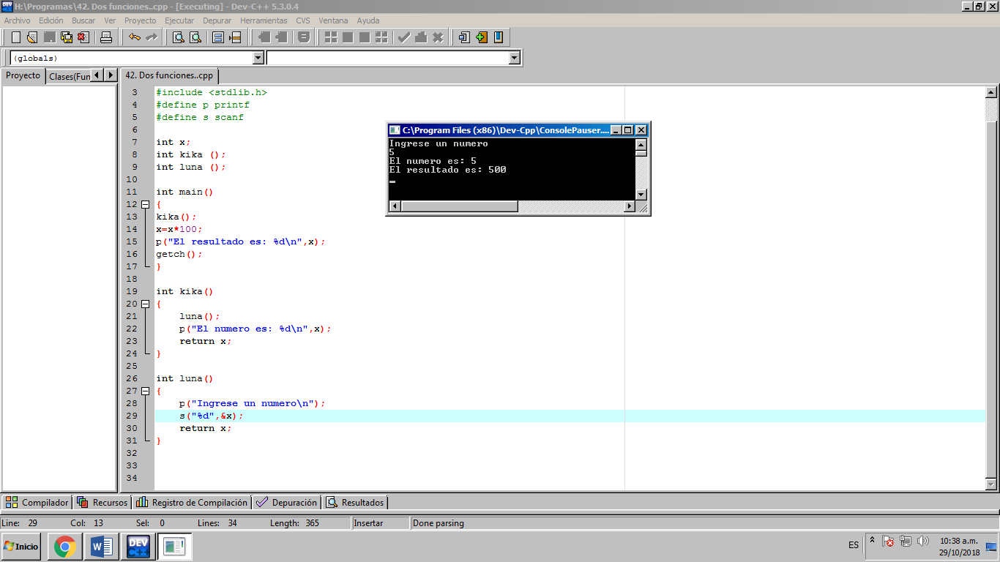 H:\Programas\42. Dos funciones..cpp - [Executing] - Dev-C++ 5.3.0.4
Archivo Edición Buscar Ver Proyecto Ejecutar Depurar Herramientas CVS Ventana Ayuda
(globals)
Proyecto Clases(Fun 42. Dos funciones..cpp
3 #include <stdlib.h>
4 #define p printf
5 #define s scanf
6
7 int x;
8 int kika ();
9 int luna ();
10
11 int main()
12 {
13 kika();
14 x=x*100;
15 p("El resultado es: %d\n",x);
16 getch();
17 }
18
19 int kika()
20 {
21 luna();
22 p("El numero es: %d\n",x);
23 return x;
24 }
25
26 int luna()
27 {
28 p("Ingrese un numero\n");
29 s("%d",&x);
30 return x;
31 }
32
33
34
C:\Program Files (x86)\Dev-Cpp\ConsolePauser....
Ingrese un numero
5
El numero es: 5
El resultado es: 500
Compilador Recursos Registro de Compilación Depuración Resultados
Line: 29 Col: 13 Sel: 0 Lines: 34 Length: 365 Insertar Done parsing
Inicio DEV C++ ES 10:38 a.m.
29/10/2018